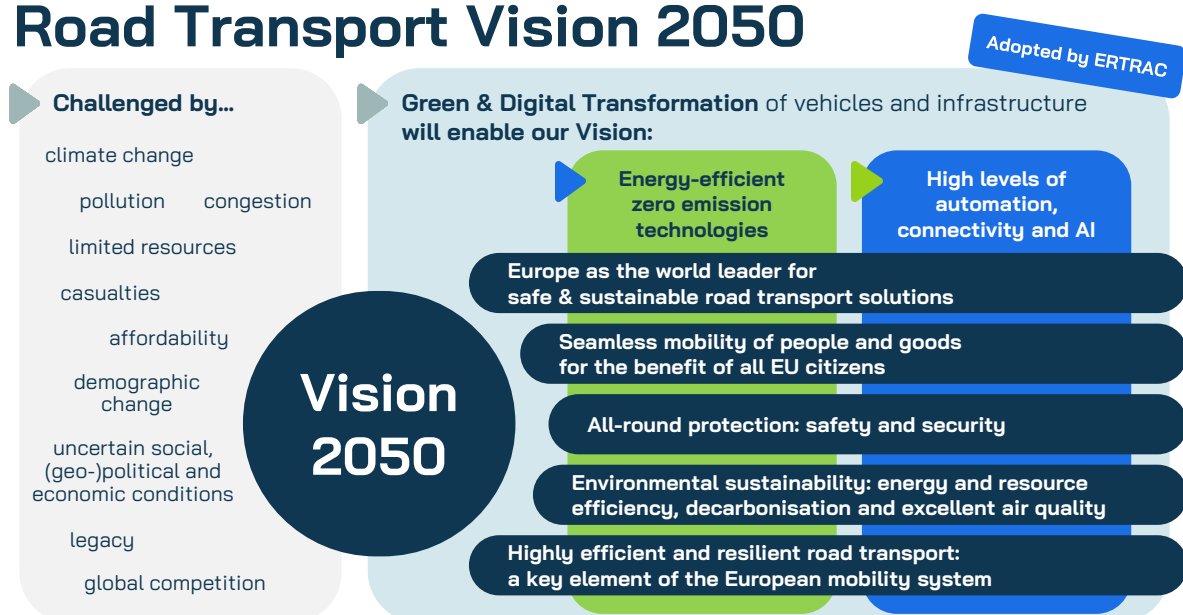 Road Transport Vision 2050
Adopted by ERTRAC
Challenged by...
climate change
pollution congestion
limited resources
casualties
affordability
demographic
change
uncertain social,
(geo-)political and
economic conditions
legacy
global competition
Vision
2050
Green & Digital Transformation of vehicles and infrastructure
will enable our Vision:
Energy-efficient
zero emission
technologies
High levels of
automation,
connectivity and AI
Europe as the world leader for
safe & sustainable road transport solutions
Seamless mobility of people and goods
for the benefit of all EU citizens
All-round protection: safety and security
Environmental sustainability: energy and resource
efficiency, decarbonisation and excellent air quality
Highly efficient and resilient road transport:
a key element of the European mobility system